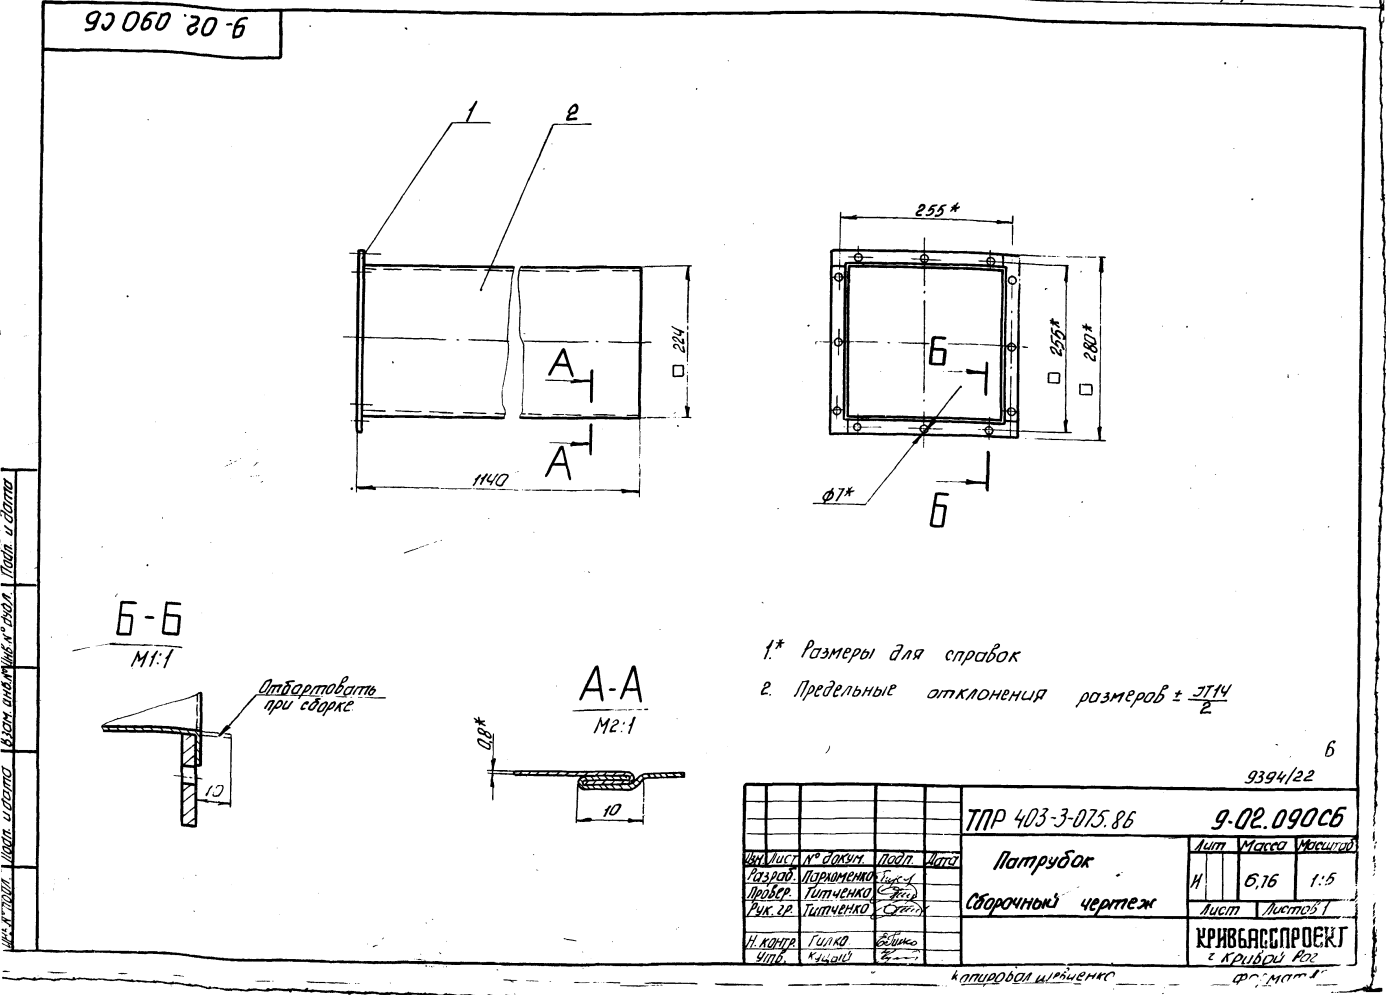 9-02.090 СБ
1
2
255*
□ 224
□ 255*
□ 280*
А
А
Б
Б
1140
Ф7*
Б-Б
М1:1
Отбортовать
при сборке
10
А-А
М2:1
0,8*
10
1.* Размеры для справок
2. Предельные отклонения размеров ± JT14/2
6
9394/22
ТПР 403-3-075.86
9-02.090СБ
Патрубок
Сборочный чертеж
Лит Масса Масштаб
И 6,16 1:5
Лист Листов 1
КРИВБАССПРОЕКТ
г Кривой Рог
Изм Лист № докум. Подп. Дата
Разраб. Пархоменко
Провер. Титченко
Рук. гр. Титченко
Н. контр. Гилко
Утв. Куцый
Копировал Шевченко
Формат
Подп. и дата
Инв. № дубл.
Взам. инв. №
Подп. и дата
Инв. № подл.